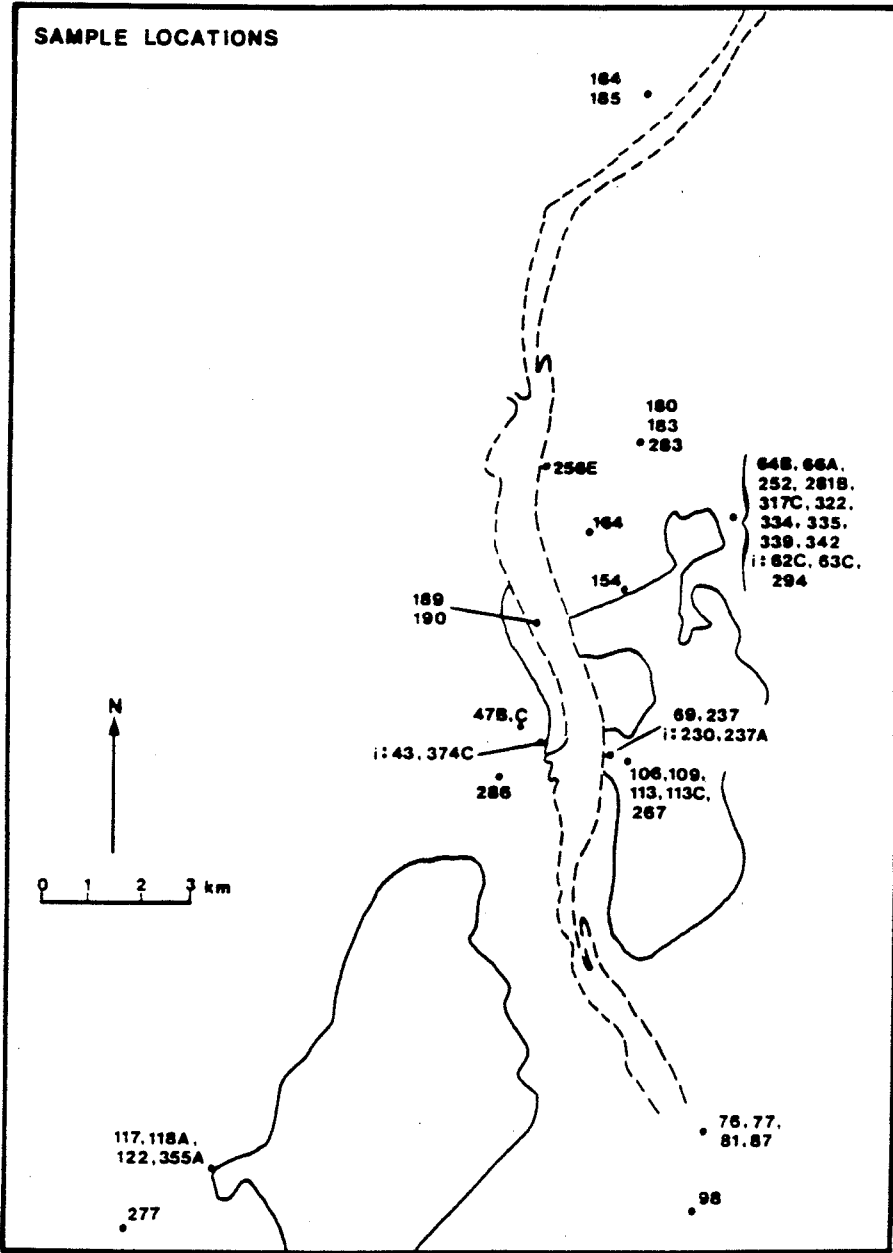 SAMPLE LOCATIONS
184
185
180
183
283
256E
64B, 66A,
252, 281B,
317C, 322,
334, 335,
339, 342
i: 62C, 63C,
294
164
154
189
190
N
47B, C
69, 237
i: 230, 237A
i: 43, 374C
286
106, 109,
113, 113C,
267
0 1 2 3 km
117, 118A,
122, 355A
76, 77,
81, 87
277
98